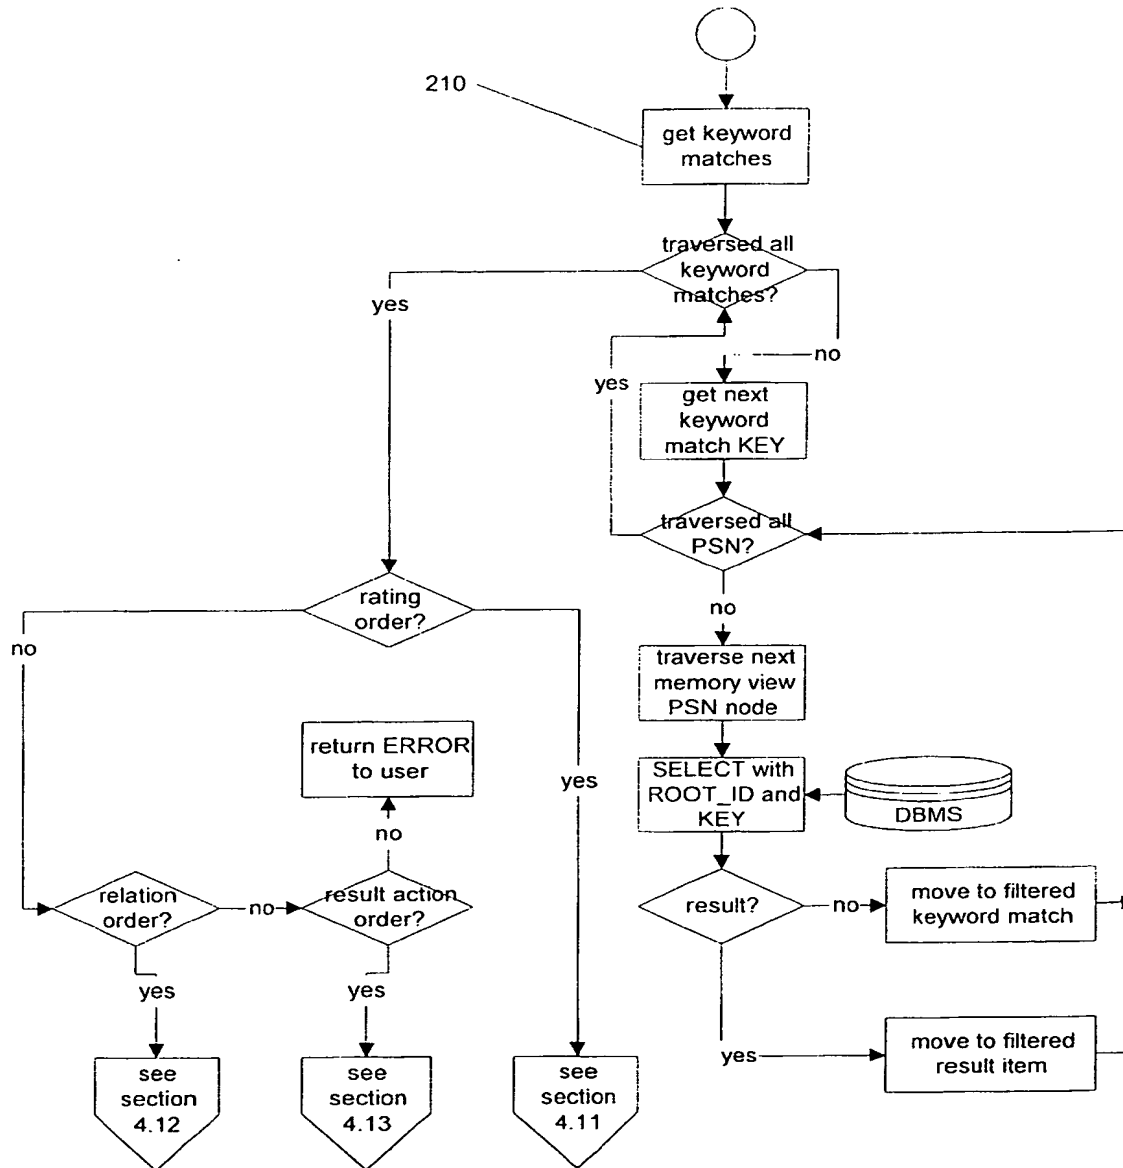 210
get keyword
matches
traversed all
keyword
matches?
yes
no
yes
get next
keyword
match KEY
traversed all
PSN?
no
rating
order?
no
yes
traverse next
memory view
PSN node
return ERROR
to user
no
SELECT with
ROOT_ID and
KEY
DBMS
relation
order?
no
result action
order?
result?
no
move to filtered
keyword match
yes
yes
yes
move to filtered
result item
see
section
4.12
see
section
4.13
see
section
4.11